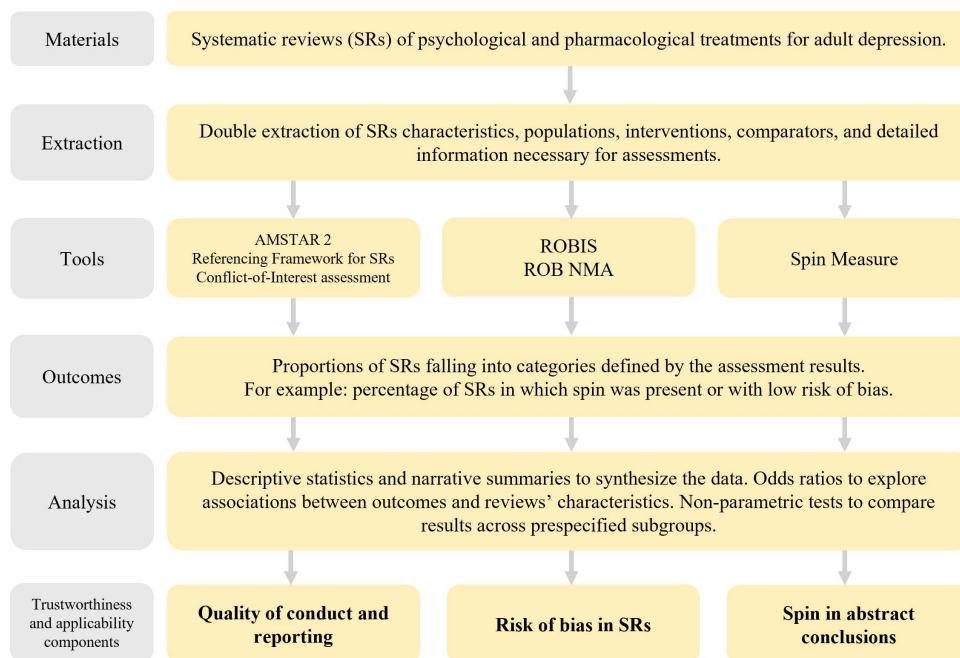 Materials
Systematic reviews (SRs) of psychological and pharmacological treatments for adult depression.
Extraction
Double extraction of SRs characteristics, populations, interventions, comparators, and detailed
information necessary for assessments.
Tools
AMSTAR 2
Referencing Framework for SRs
Conflict-of-Interest assessment
ROBIS
ROB NMA
Spin Measure
Outcomes
Proportions of SRs falling into categories defined by the assessment results.
For example: percentage of SRs in which spin was present or with low risk of bias.
Analysis
Descriptive statistics and narrative summaries to synthesize the data. Odds ratios to explore
associations between outcomes and reviews’ characteristics. Non-parametric tests to compare
results across prespecified subgroups.
Trustworthiness
and applicability
components
Quality of conduct and
reporting
Risk of bias in SRs
Spin in abstract
conclusions